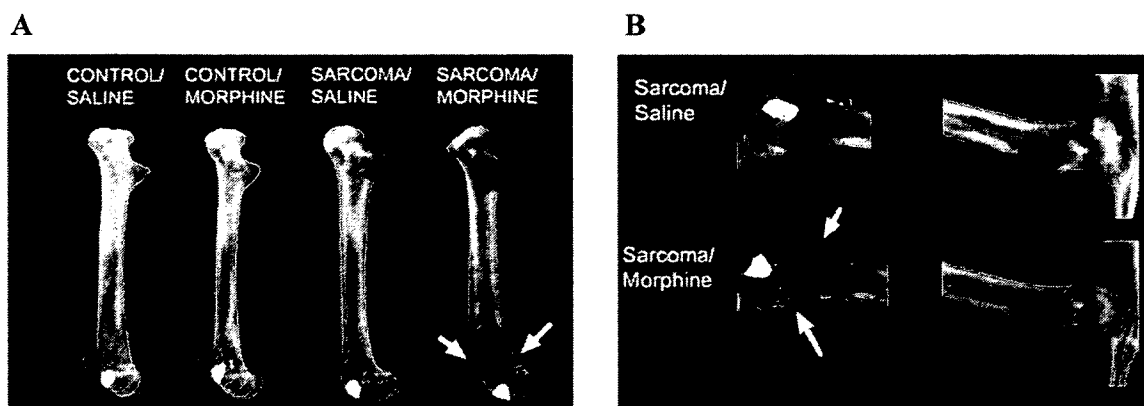 A
B
CONTROL/
SALINE
CONTROL/
MORPHINE
SARCOMA/
SALINE
SARCOMA/
MORPHINE
Sarcoma/
Saline
Sarcoma/
Morphine